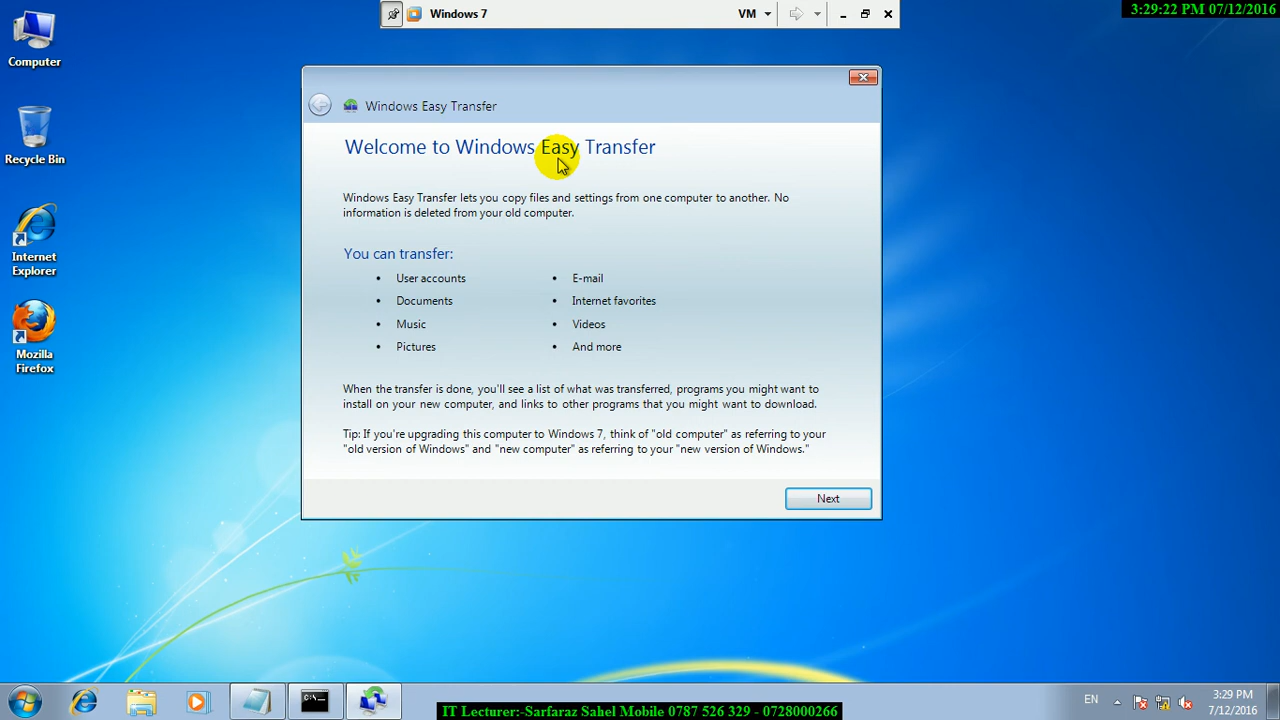 Windows 7
VM
3:29:22 PM 07/12/2016
Computer
Recycle Bin
Internet
Explorer
Mozilla
Firefox
Windows Easy Transfer
Welcome to Windows Easy Transfer
Windows Easy Transfer lets you copy files and settings from one computer to another. No
information is deleted from your old computer.
You can transfer:
• User accounts
• Documents
• Music
• Pictures
• E-mail
• Internet favorites
• Videos
• And more
When the transfer is done, you'll see a list of what was transferred, programs you might want to
install on your new computer, and links to other programs that you might want to download.
Tip: If you're upgrading this computer to Windows 7, think of "old computer" as referring to your
"old version of Windows" and "new computer" as referring to your "new version of Windows."
Next
C:\.
EN
3:29 PM
7/12/2016
IT Lecturer:-Sarfaraz Sahel Mobile 0787 526 329 - 0728000266